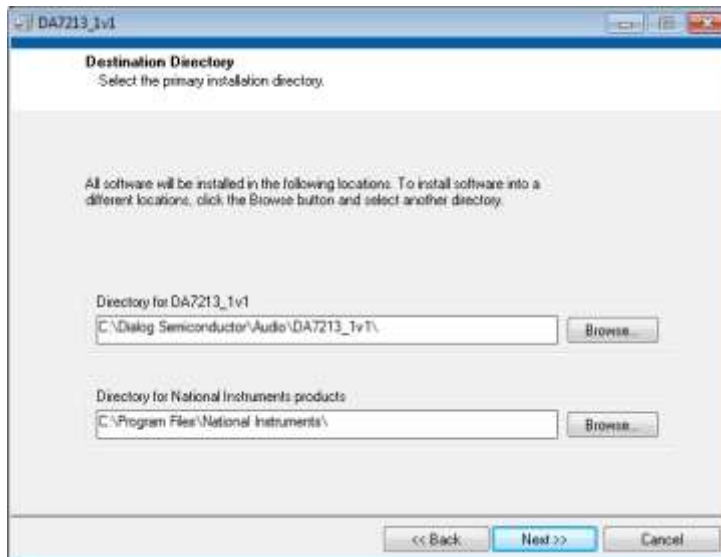 DA7213_1v1
Destination Directory
Select the primary installation directory.
All software will be installed in the following locations. To install software into a
different locations, click the Browse button and select another directory.
Directory for DA7213_1v1
C:\Dialog Semiconductor\Audio\DA7213_1v1\
Browse...
Directory for National Instruments products
C:\Program Files\National Instruments\
Browse...
<< Back Next >> Cancel